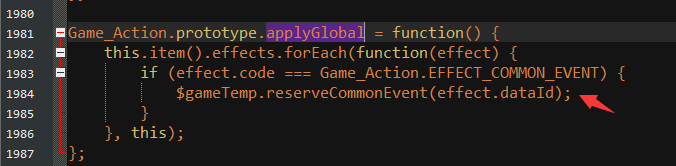 1980
1981 Game_Action.prototype.applyGlobal = function() {
1982     this.item().effects.forEach(function(effect) {
1983         if (effect.code === Game_Action.EFFECT_COMMON_EVENT) {
1984             $gameTemp.reserveCommonEvent(effect.dataId);
1985         }
1986     }, this);
1987 };